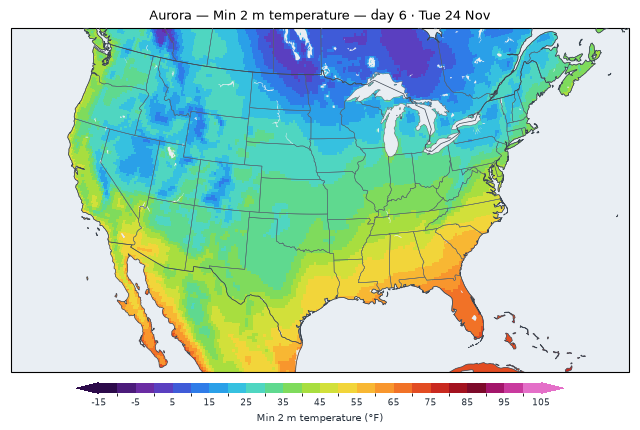 Aurora — Min 2 m temperature — day 6 · Tue 24 Nov
-15 -5 5 15 25 35 45 55 65 75 85 95 105
Min 2 m temperature (°F)